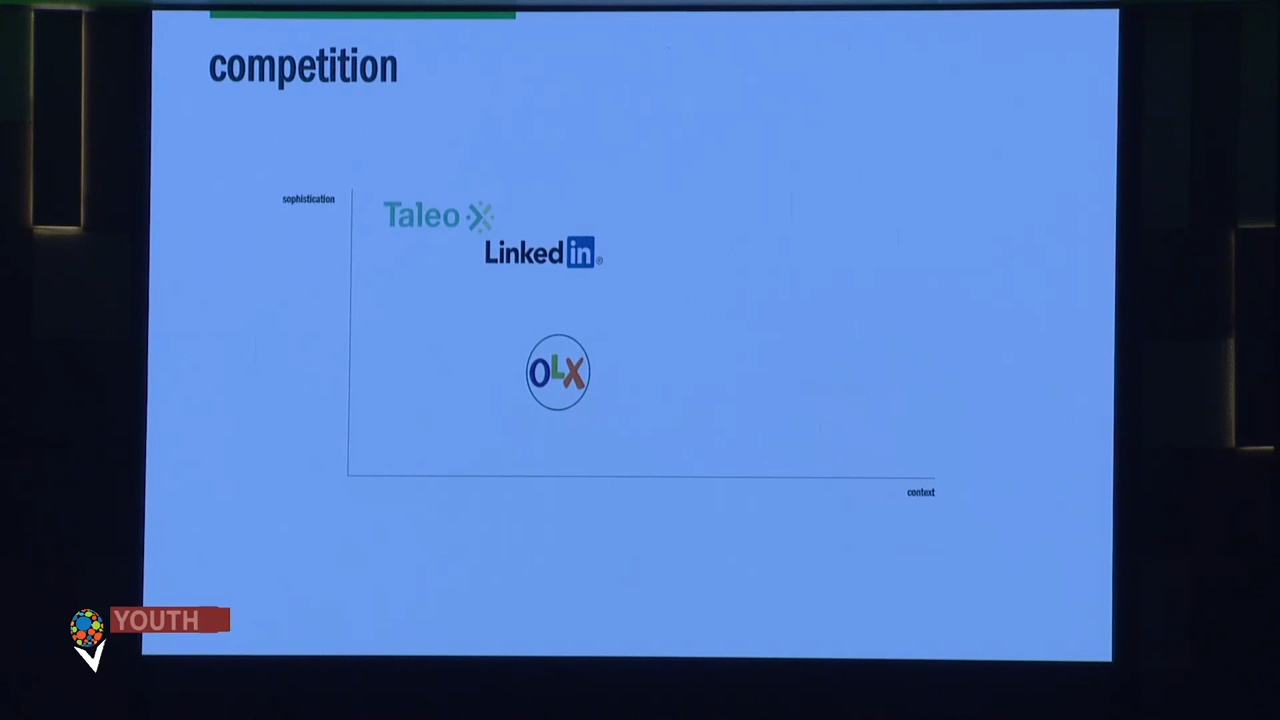 competition
sophistication
Taleo
Linkedin®
OLX
context
YOUTH